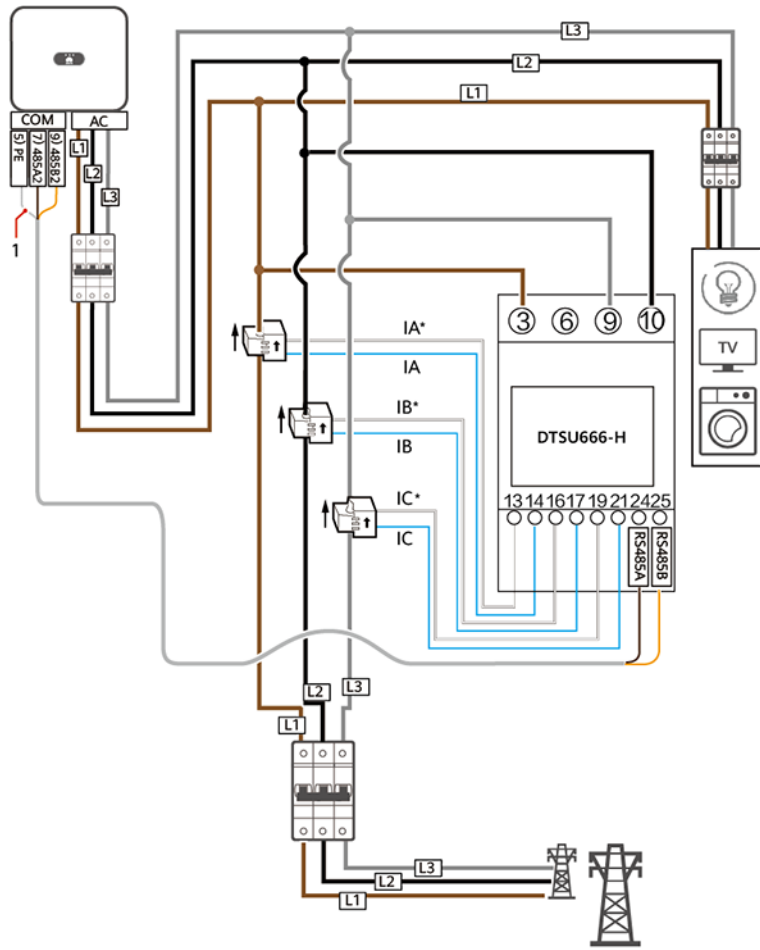 L3
L2
L1
COM
AC
5) PE
7) 485A2
9) 485B2
L1
L2
L3
1
3
6
9
10
TV
IA*
IA
IB*
IB
IC*
IC
DTSU666-H
13 14 16 17 19 21 24 25
RS485A
RS485B
L2
L3
L1
L3
L2
L1